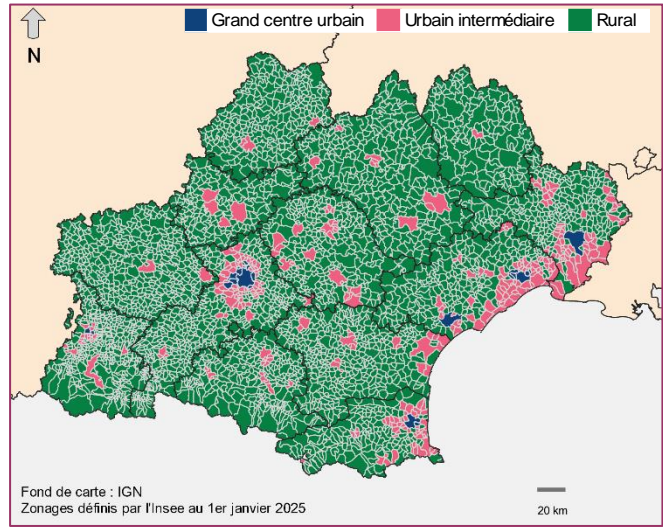 Grand centre urbain Urbain intermédiaire Rural
N
Fond de carte : IGN
Zonages définis par l'Insee au 1er janvier 2025
20 km